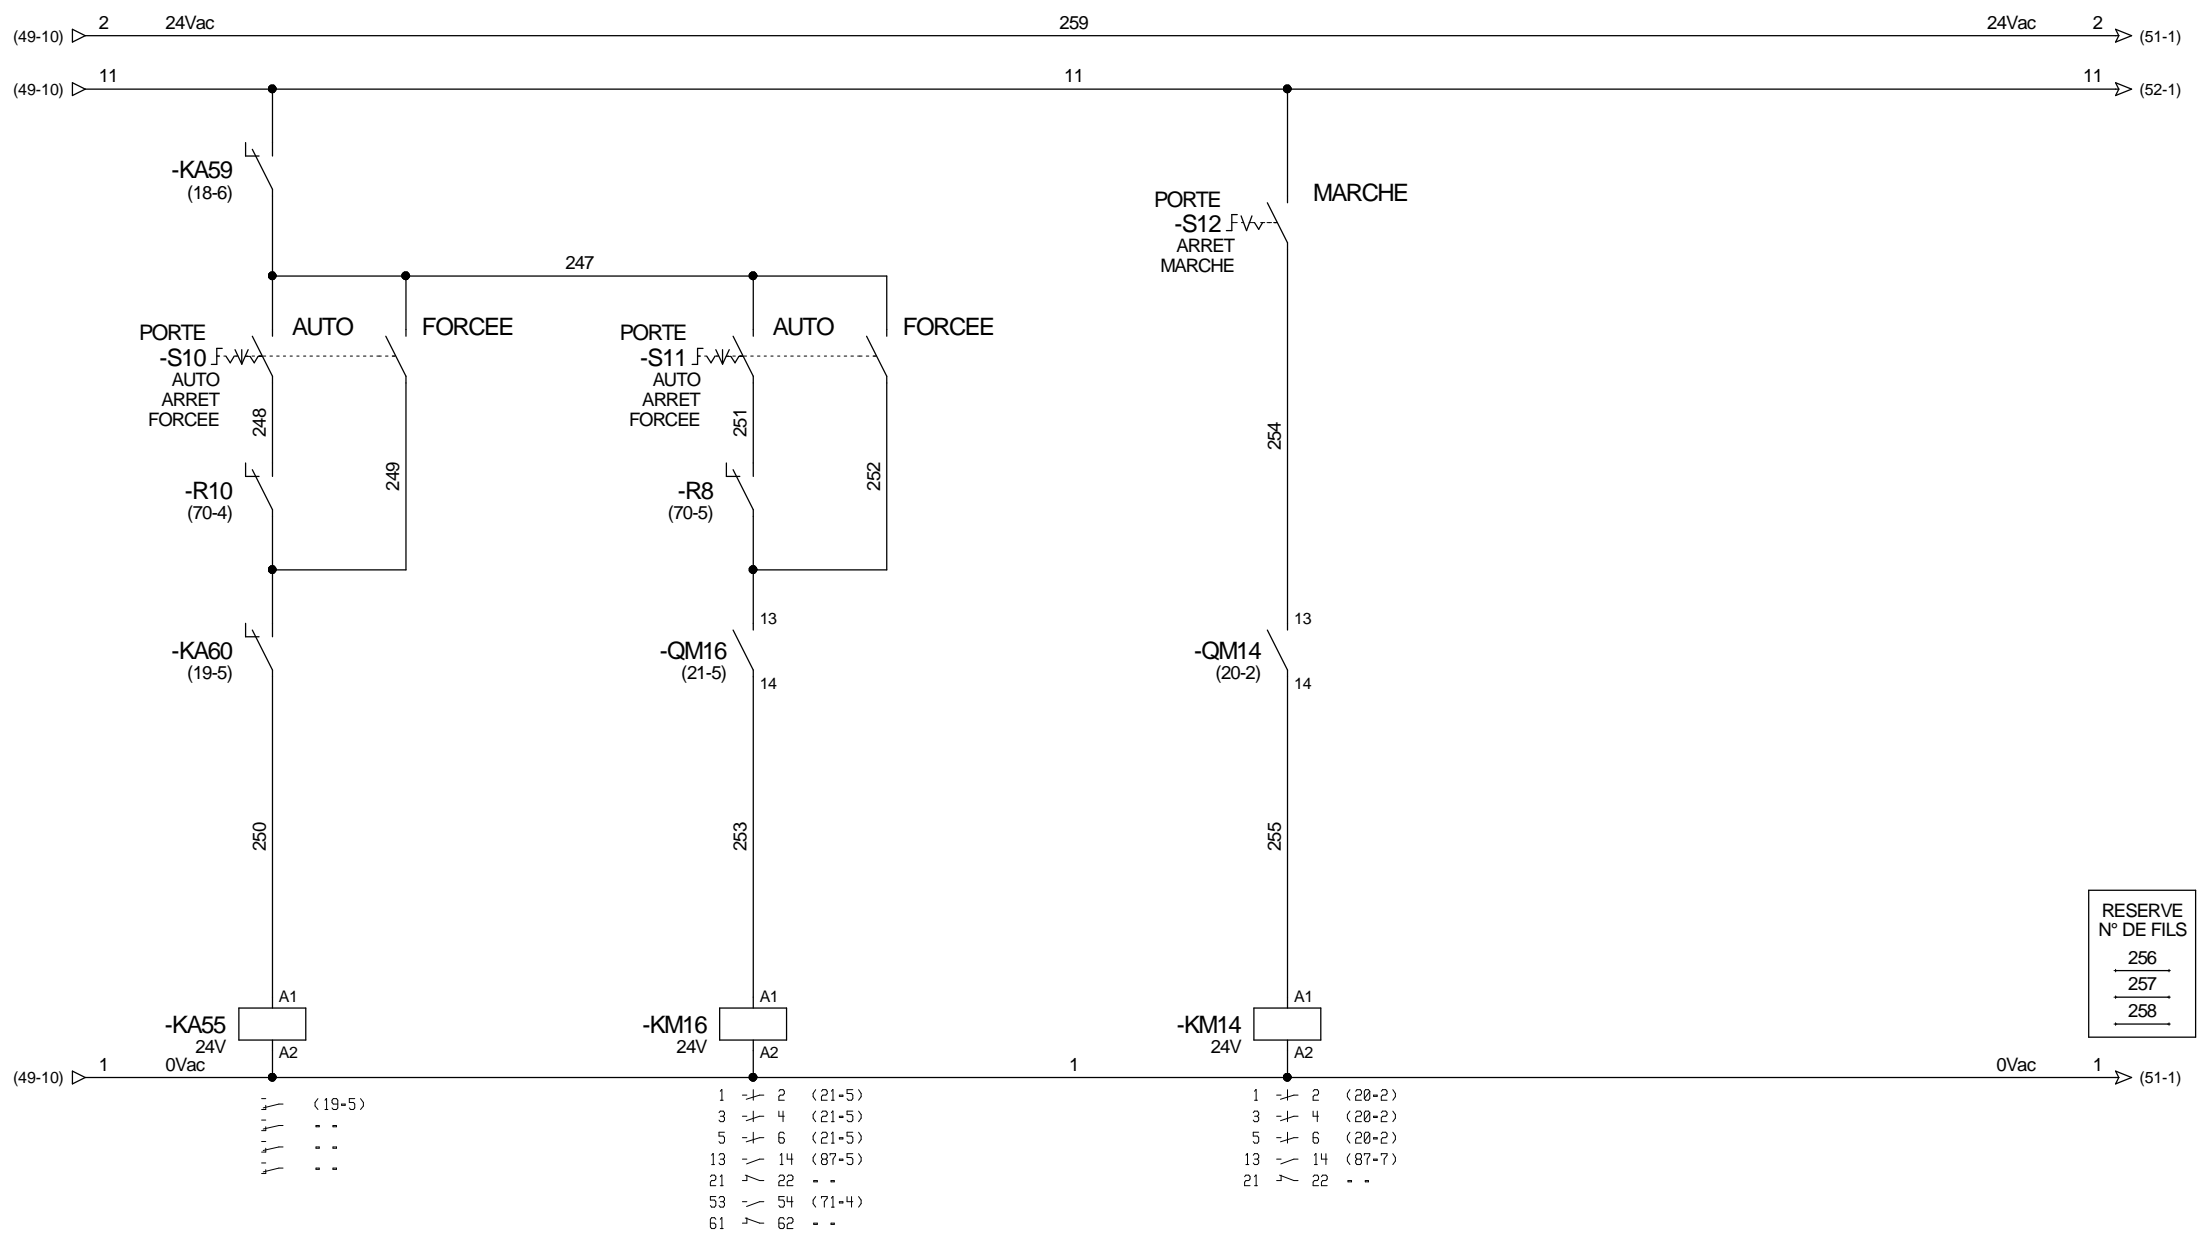 (49-10) 2 24Vac 259 24Vac 2 (51-1)
(49-10) 11 11 11 (52-1)
-KA59
(18-6)
PORTE
-S12
ARRET
MARCHE
MARCHE
247
PORTE
-S10
AUTO
ARRET
FORCEE
AUTO
FORCEE
PORTE
-S11
AUTO
ARRET
FORCEE
AUTO
FORCEE
248
249
251
252
254
-R10
(70-4)
-R8
(70-5)
-KA60
(19-5)
13
-QM16
(21-5)
14
13
-QM14
(20-2)
14
250
253
255
RESERVE
N° DE FILS
256
257
258
A1
-KA55
24V
A2
A1
-KM16
24V
A2
A1
-KM14
24V
A2
(49-10) 1 0Vac 1 0Vac 1 (51-1)
(19-5)
- -
- -
- -
1 2 (21-5)
3 4 (21-5)
5 6 (21-5)
13 14 (87-5)
21 22 - -
53 54 (71-4)
61 62 - -
1 2 (20-2)
3 4 (20-2)
5 6 (20-2)
13 14 (87-7)
21 22 - -